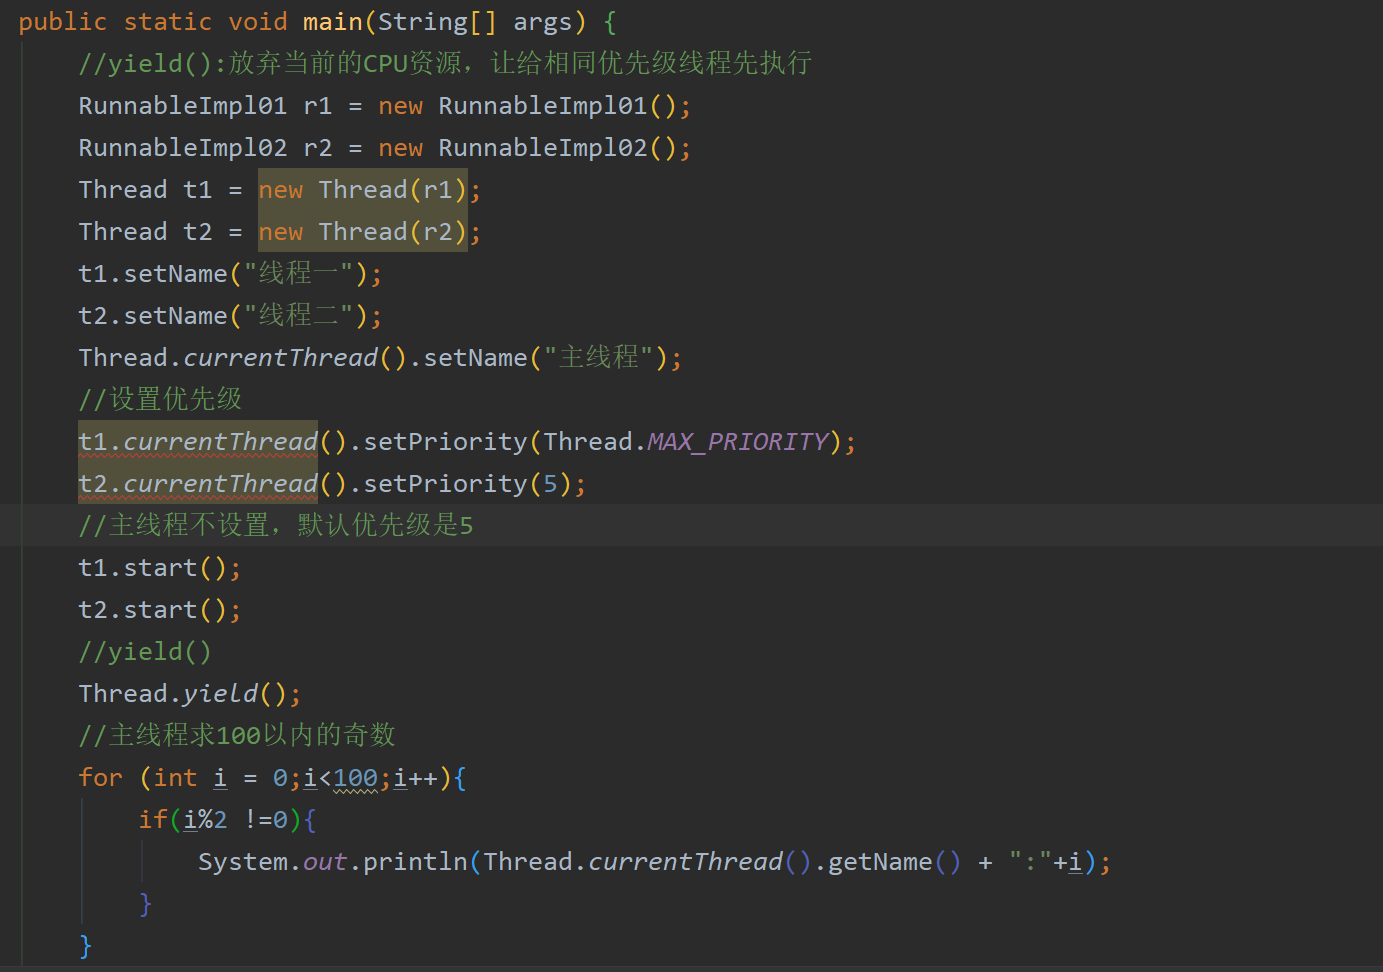 public static void main(String[] args) {
//yield():放弃当前的CPU资源，让给相同优先级线程先执行
RunnableImpl01 r1 = new RunnableImpl01();
RunnableImpl02 r2 = new RunnableImpl02();
Thread t1 = new Thread(r1);
Thread t2 = new Thread(r2);
t1.setName("线程一");
t2.setName("线程二");
Thread.currentThread().setName("主线程");
//设置优先级
t1.currentThread().setPriority(Thread.MAX_PRIORITY);
t2.currentThread().setPriority(5);
//主线程不设置，默认优先级是5
t1.start();
t2.start();
//yield()
Thread.yield();
//主线程求100以内的奇数
for (int i = 0;i<100;i++){
if(i%2 !=0){
System.out.println(Thread.currentThread().getName() + ":"+i);
}
}